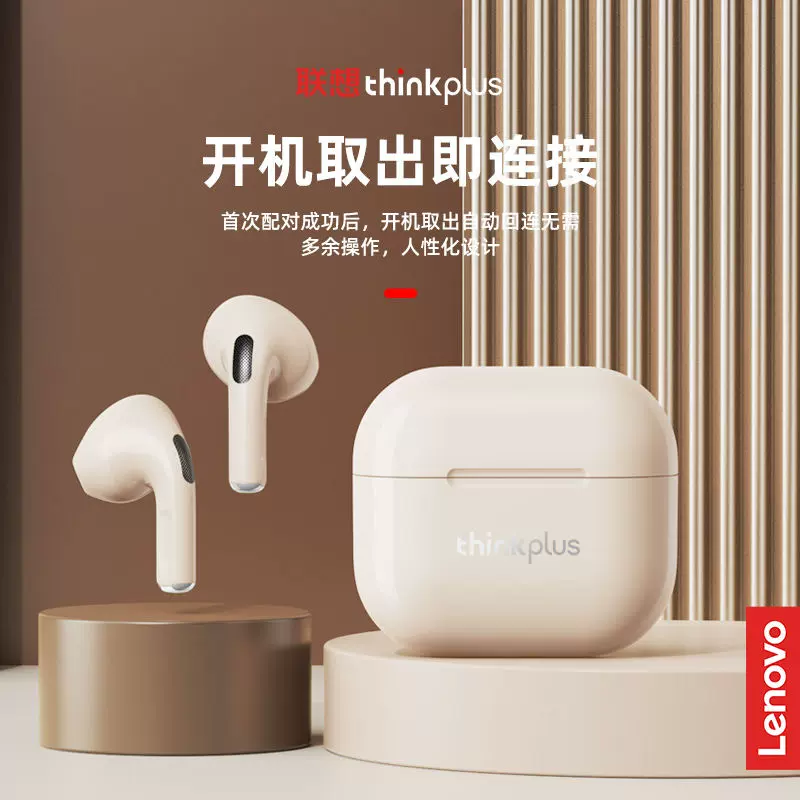 联想thinkplus
开机取出即连接
首次配对成功后，开机取出自动回连无需
多余操作，人性化设计
thinkplus
Lenovo